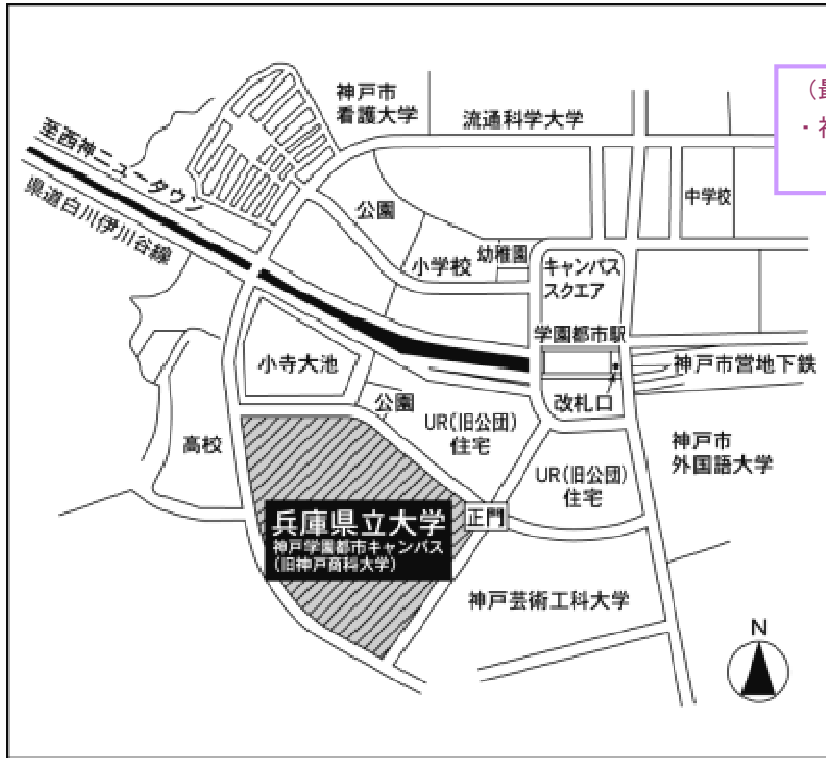 神戸市
看護大学
流通科学大学
(最
・神
至西神ニュータウン
県道白川伊川谷線
公園
中学校
小学校
幼稚園
キャンパス
スクエア
学園都市駅
神戸市営地下鉄
小寺大池
改札口
公園
UR(旧公団)
住宅
高校
神戸市
外国語大学
UR(旧公団)
住宅
兵庫県立大学
神戸学園都市キャンパス
(旧神戸商科大学)
正門
神戸芸術工科大学
N